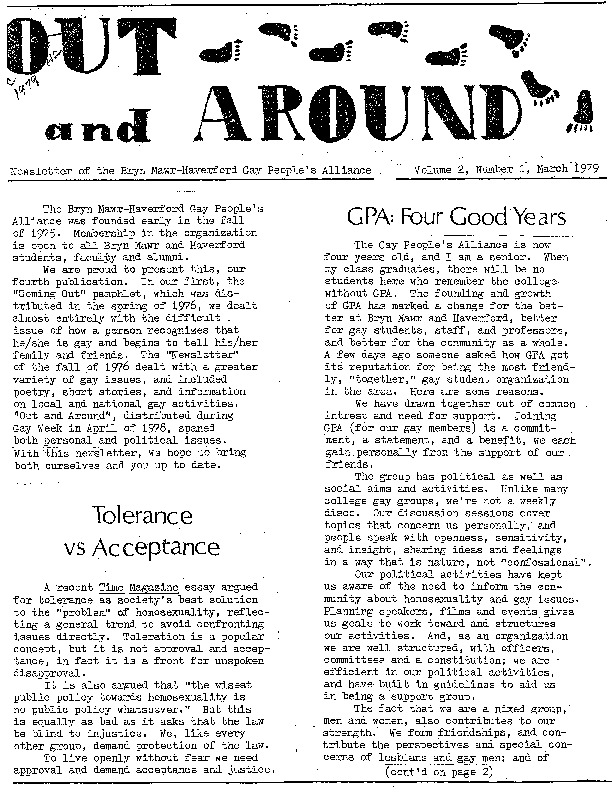 OUT
and AROUND
1979
Newsletter of the Bryn Mawr-Haverford Gay People's Alliance
Volume 2, Number 1, March 1979
The Bryn Mawr-Haverford Gay People's
Alliance was founded early in the fall
of 1975. Membership in the organization
is open to all Bryn Mawr and Haverford
students, faculty and alumni.
We are proud to present this, our
fourth publication. In our first, the
"Coming Out" pamphlet, which was dis-
tributed in the spring of 1976, we dealt
almost entirely with the difficult
issue of how a person recognizes that
he/she is gay and begins to tell his/her
family and friends. The "Newsletter"
of the fall of 1976 dealt with a greater
variety of gay issues, and included
poetry, short stories, and information
on local and national gay activities.
"Out and Around", distributed during
Gay Week in April of 1978, spaned
both personal and political issues.
With this newsletter, we hope to bring
both ourselves and you up to date.
Tolerance
vs Acceptance
A recent Time Magazine essay argued
for tolerance as society's best solution
to the "problem" of homosexuality, reflec-
ting a general trend to avoid confronting
issues directly. Toleration is a popular
concept, but it is not approval and accep-
tance, in fact it is a front for unspoken
disapproval.
It is also argued that "the wisest
public policy towards homosexuality is
no public policy whatsoever." But this
is equally as bad as it asks that the law
be blind to injustice. We, like every
other group, demand protection of the law.
To live openly without fear we need
approval and demand acceptance and justice.
GPA: Four Good Years
The Gay People's Alliance is now
four years old, and I am a senior. When
my class graduates, there will be no
students here who remember the college
without GPA. The founding and growth
of GPA has marked a change for the bet-
ter at Bryn Mawr and Haverford, better
for gay students, staff, and professors,
and better for the community as a whole.
A few days ago someone asked how GPA got
its reputation for being the most friend-
ly, "together," gay student organization
in the area. Here are some reasons.
We have drawn together out of common
intrest and need for support. Joining
GPA (for our gay members) is a commit-
ment, a statement, and a benefit, we each
gain personally from the support of our
friends.
The group has political as well as
social aims and activities. Unlike many
college gay groups, we're not a weekly
disco. Our discussion sessions cover
topics that concern us personally, and
people speak with openness, sensitivity,
and insight, sharing ideas and feelings
in a way that is mature, not "confessional".
Our political activities have kept
us aware of the need to inform the com-
munity about homosexuality and gay issues.
Planning speakers, films and events gives
us goals to work toward and structures
our activities. And, as an organization
we are well structured, with officers,
committees and a constitution; we are
efficient in our political activities,
and have built in guidelines to aid us
in being a support group.
The fact that we are a mixed group,
men and women, also contributes to our
strength. We form friendships, and con-
tribute the perspectives and special con-
cerns of lesbians and gay men; and of
(cont'd on page 2)